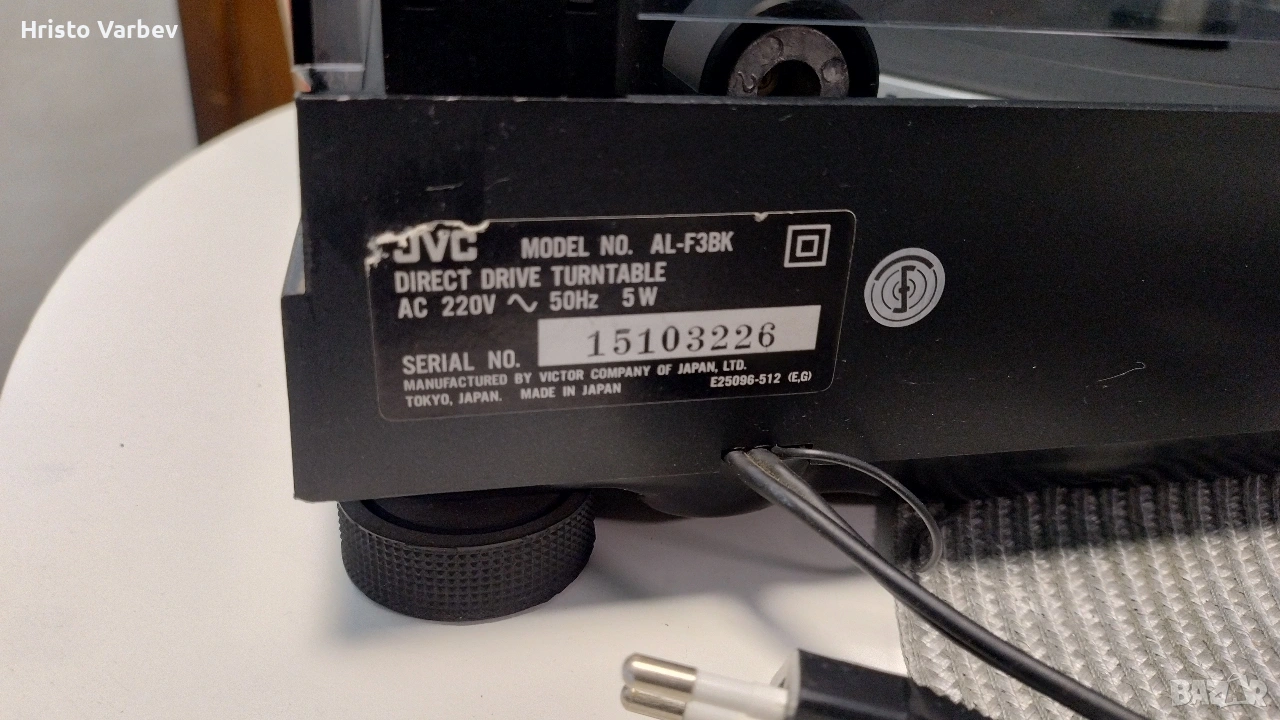 Hristo Varbev
JVC MODEL NO. AL-F3BK
DIRECT DRIVE TURNTABLE
AC 220V ~ 50Hz 5W
SERIAL NO. 15103226
MANUFACTURED BY VICTOR COMPANY OF JAPAN, LTD.
TOKYO, JAPAN. MADE IN JAPAN E25096-512 (E,G)
BAZAR